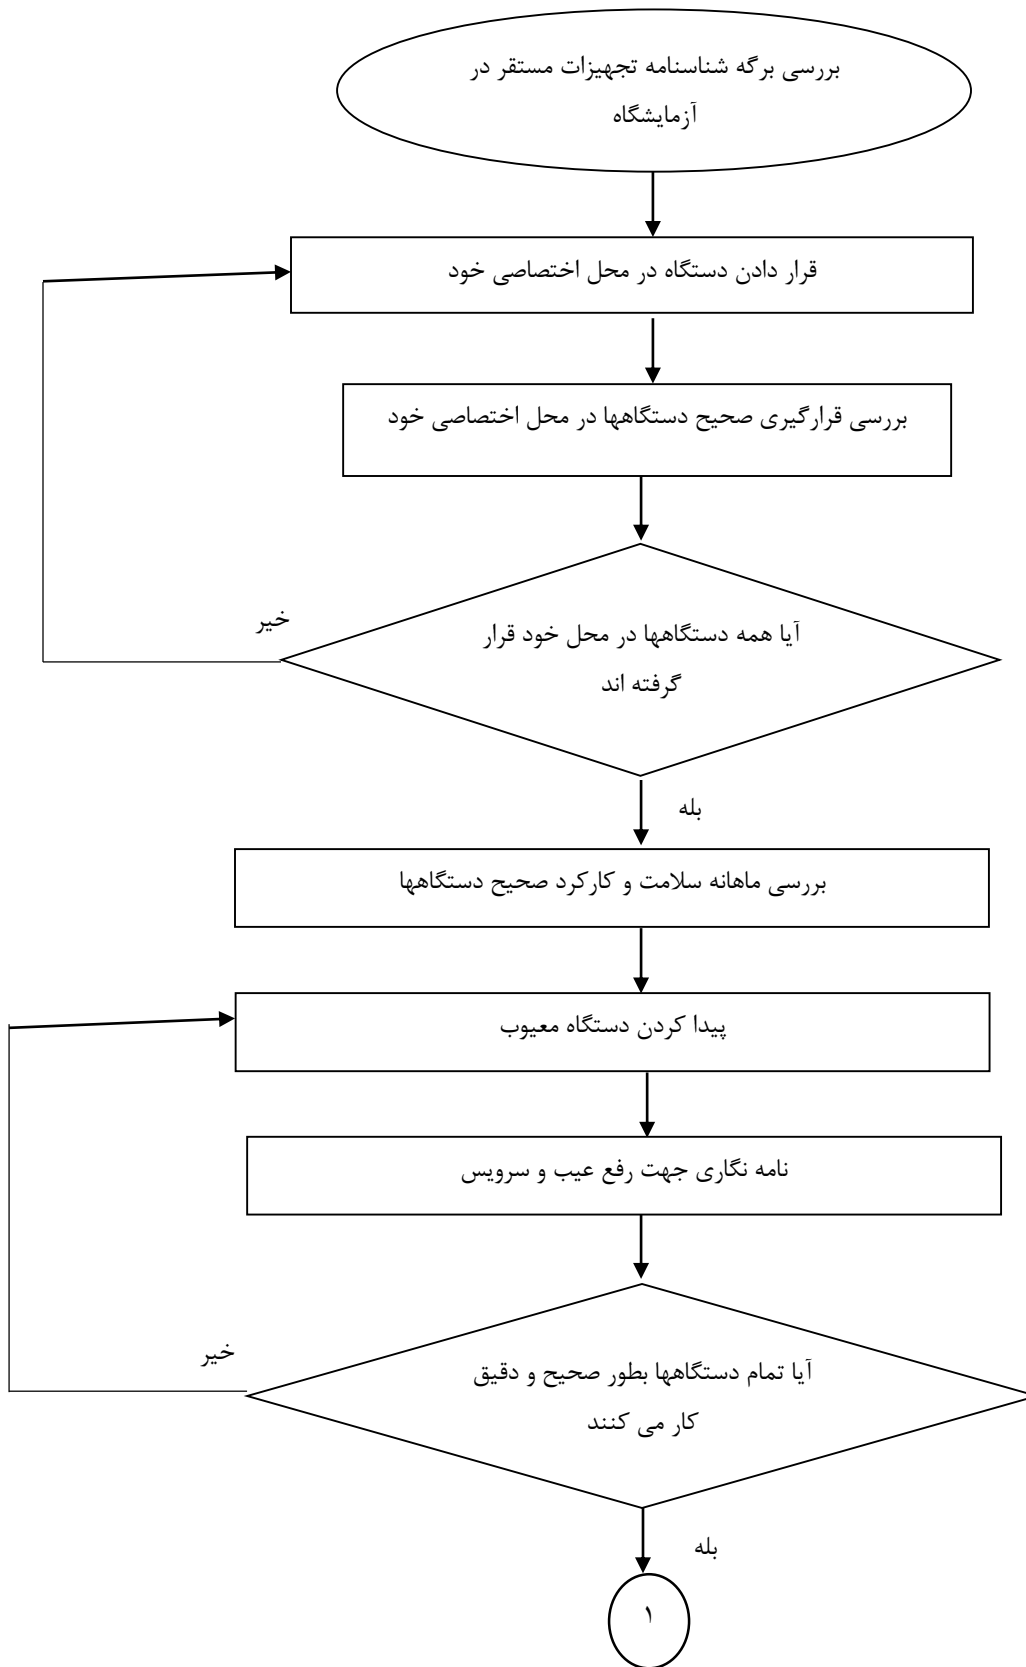 بررسی برگه شناسنامه تجهیزات مستقر در
آزمایشگاه
قرار دادن دستگاه در محل اختصاصی خود
بررسی قرارگیری صحیح دستگاهها در محل اختصاصی خود
خیر
آیا همه دستگاهها در محل خود قرار
گرفته اند
بله
بررسی ماهانه سلامت و کارکرد صحیح دستگاهها
پیدا کردن دستگاه معیوب
نامه نگاری جهت رفع عیب و سرویس
خیر
آیا تمام دستگاهها بطور صحیح و دقیق
کار می کنند
بله
۱